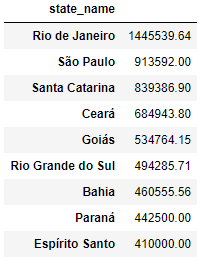 state_name
Rio de Janeiro 1445539.64
São Paulo 913592.00
Santa Catarina 839386.90
Ceará 684943.80
Goiás 534764.15
Rio Grande do Sul 494285.71
Bahia 460555.56
Paraná 442500.00
Espírito Santo 410000.00